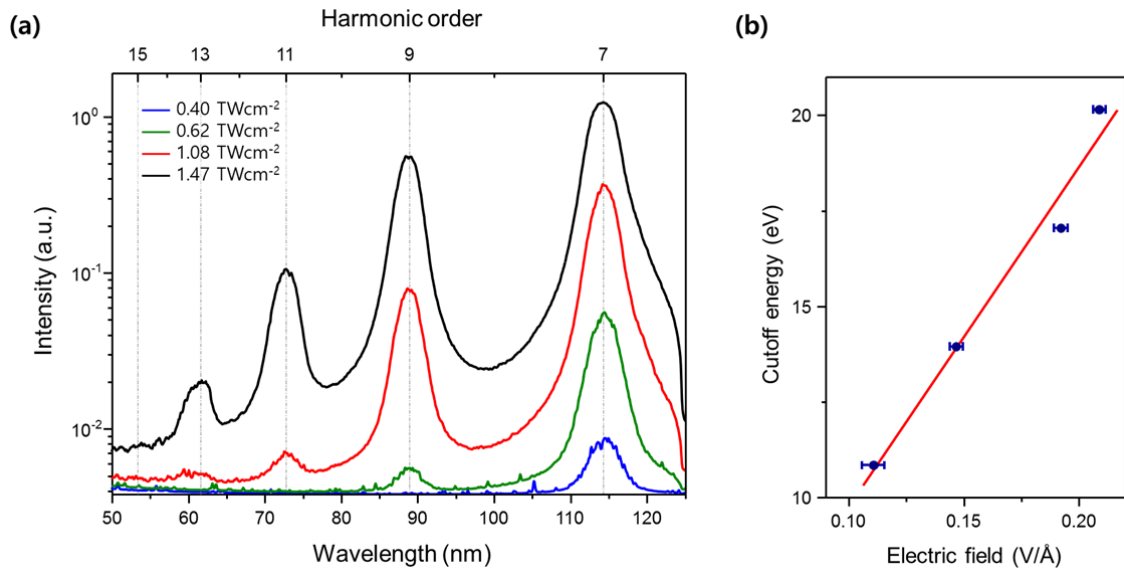 (a)
Harmonic order
15 13 11 9 7
0.40 TWcm⁻²
0.62 TWcm⁻²
1.08 TWcm⁻²
1.47 TWcm⁻²
10⁰
10⁻¹
10⁻²
Intensity (a.u.)
50 60 70 80 90 100 110 120
Wavelength (nm)
(b)
20
15
10
Cutoff energy (eV)
0.10 0.15 0.20
Electric field (V/Å)